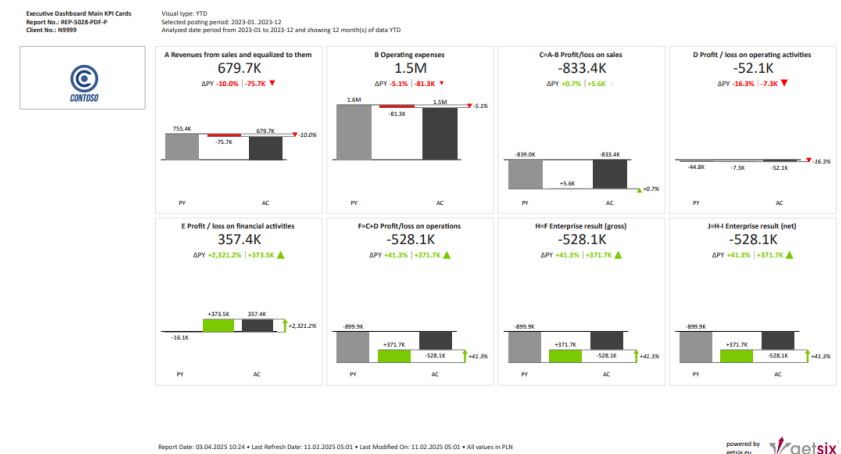 Executive Dashboard Main KPI Cards
Report No.: REP-5028-PDF-P
Client No.: N9999
Visual type: YTD
Selected posting period: 2023-01..2023-12
Analyzed date period from 2023-01 to 2023-12 and showing 12 month(s) of data YTD
CONTOSO
A Revenues from sales and equalized to them
679.7K
ΔPY -10.0% | -75.7K ▼
755.4K
-75.7K
679.7K
-10.0%
PY AC
B Operating expenses
1.5M
ΔPY -5.1% | -81.3K ▼
1.6M
-81.3K
1.5M
-5.1%
PY AC
C=A-B Profit/loss on sales
-833.4K
ΔPY +0.7% | +5.6K
-839.0K
+5.6K
-833.4K
+0.7%
PY AC
D Profit / loss on operating activities
-52.1K
ΔPY -16.3% | -7.3K ▼
-44.8K
-7.3K
-52.1K
-16.3%
PY AC
E Profit / loss on financial activities
357.4K
ΔPY +2,321.2% | +373.5K ▲
-16.1K
+373.5K
357.4K
+2,321.2%
PY AC
F=C+D Profit/loss on operations
-528.1K
ΔPY +41.3% | +371.7K ▲
-899.9K
+371.7K
-528.1K
+41.3%
PY AC
H=F Enterprise result (gross)
-528.1K
ΔPY +41.3% | +371.7K ▲
-899.9K
+371.7K
-528.1K
+41.3%
PY AC
J=H-I Enterprise result (net)
-528.1K
ΔPY +41.3% | +371.7K ▲
-899.9K
+371.7K
-528.1K
+41.3%
PY AC
Report Date: 03.04.2025 10:24 • Last Refresh Date: 11.02.2025 05:01 • Last Modified On: 11.02.2025 05:01 • All values in PLN
powered by
getsix.eu
getsix